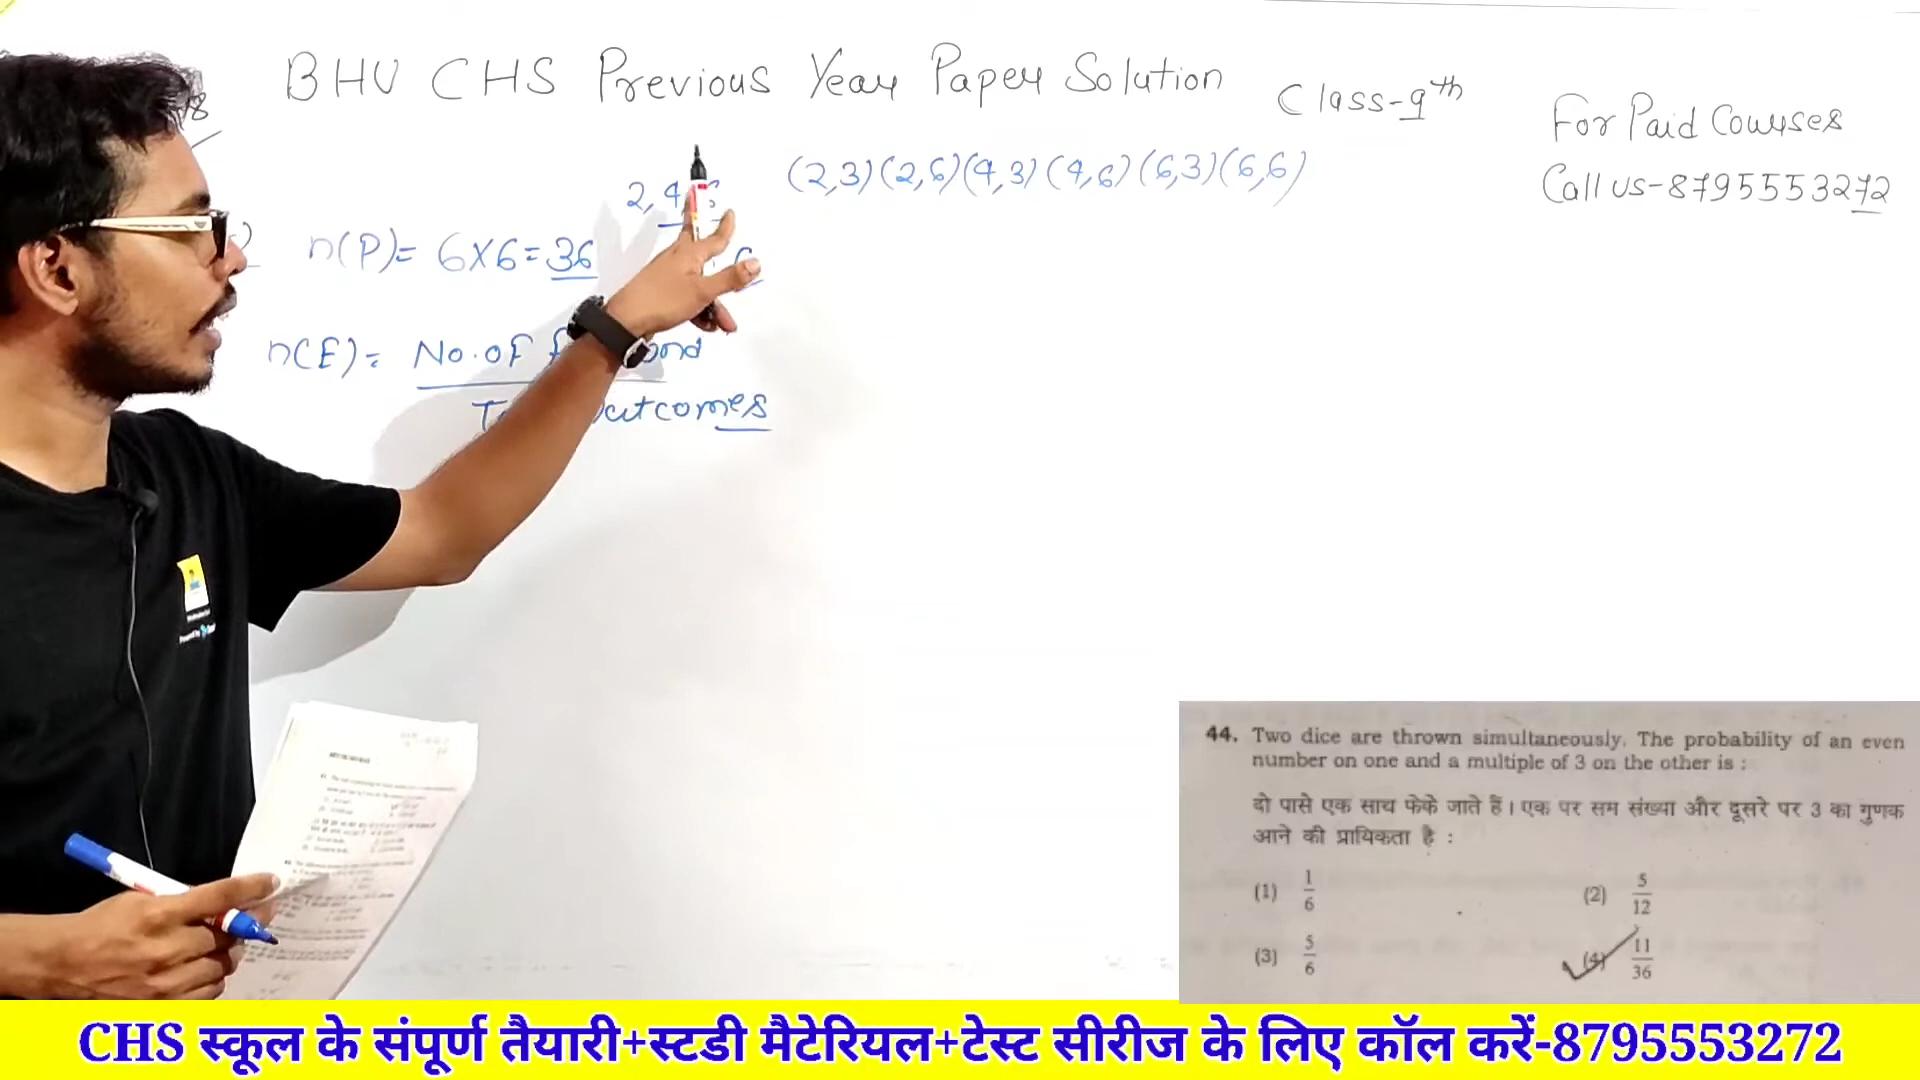 BHU CHS Previous Year Paper Solution
Class-9th
For Paid Courses
Call us-8795553272
2,4,
(2,3)(2,6)(4,3)(4,6)(6,3)(6,6)
n(P)= 6×6=36
n(E)= No. of
outcomes
44. Two dice are thrown simultaneously. The probability of an even
number on one and a multiple of 3 on the other is :
दो पासे एक साथ फेंके जाते हैं। एक पर सम संख्या और दूसरे पर 3 का गुणक
आने की प्रायिकता है :
(1) 1/6 (2) 5/12
(3) 5/6 (4) 11/36
CHS स्कूल के संपूर्ण तैयारी+स्टडी मैटेरियल+टेस्ट सीरीज के लिए कॉल करें-8795553272